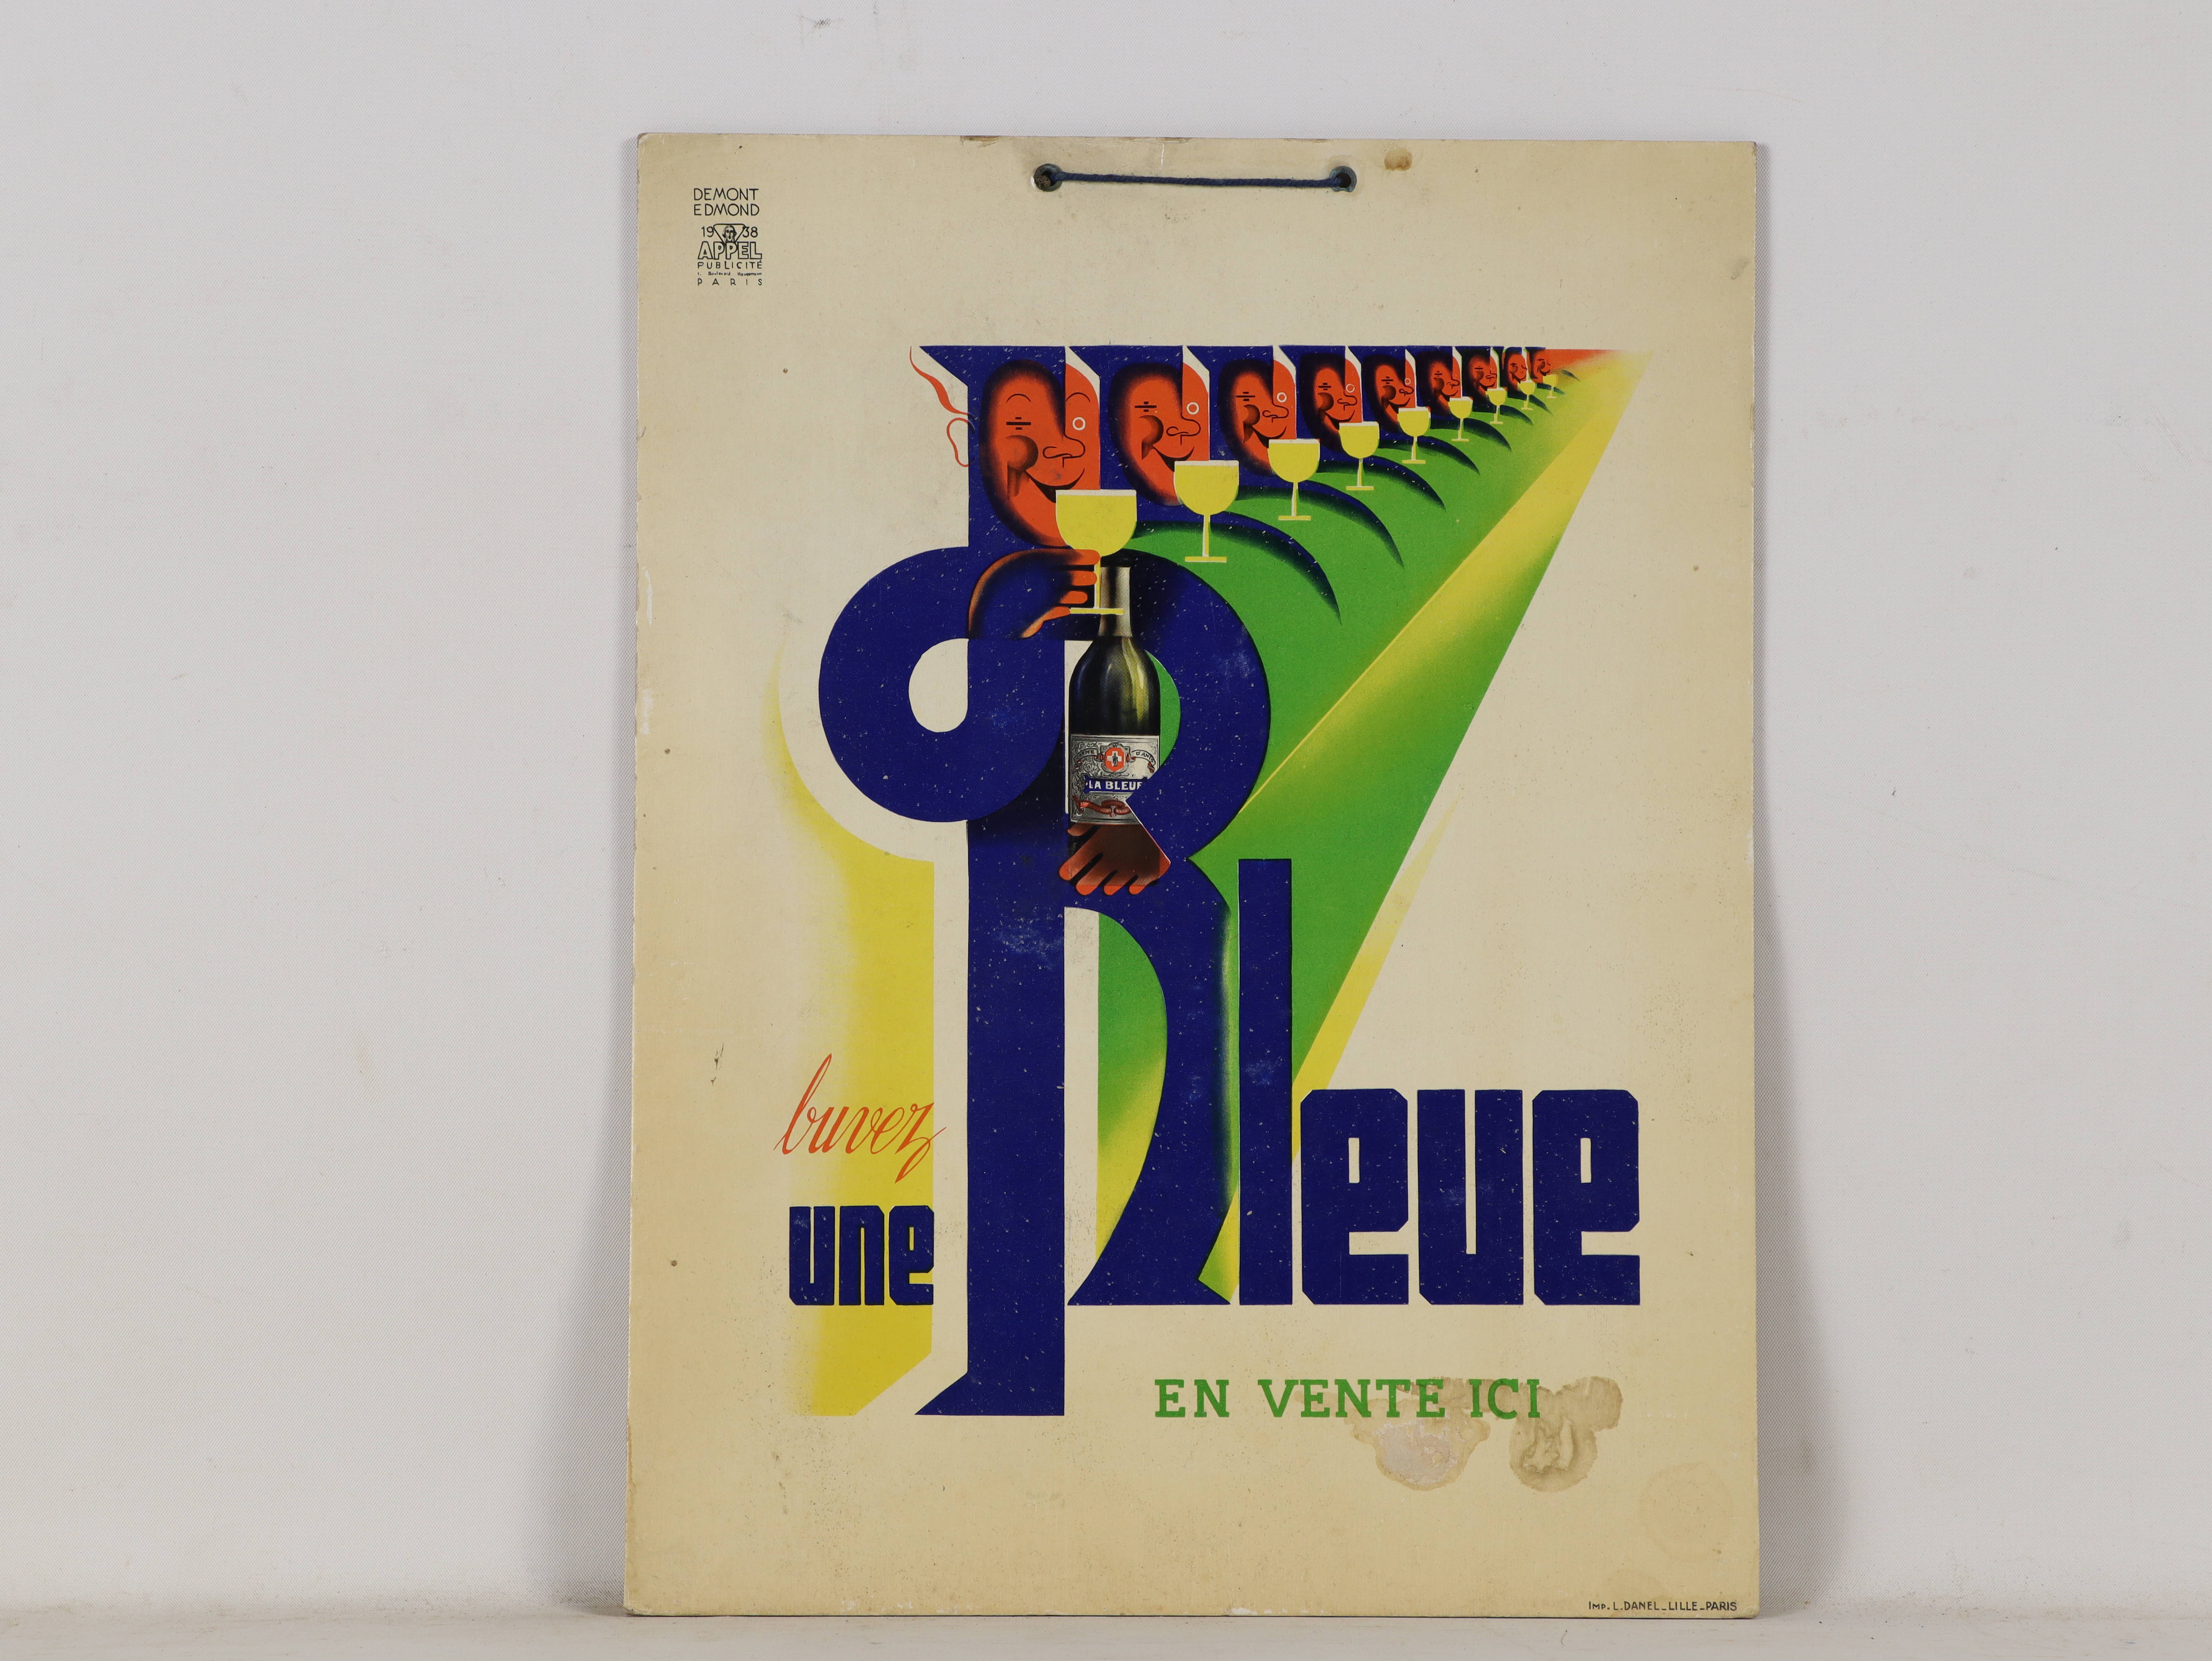 DEMONT
EDMOND
19 38
APPEL
PUBLICITÉ
PARIS
LA BLEUE
buvez
une Bleue
EN VENTE ICI
IMP. L. DANEL_LILLE_PARIS